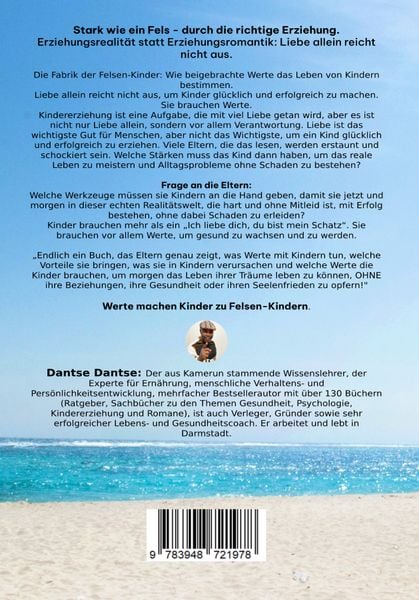 Stark wie ein Fels – durch die richtige Erziehung.
Erziehungsrealität statt Erziehungsromantik: Liebe allein reicht
nicht aus.
Die Fabrik der Felsen-Kinder: Wie beigebrachte Werte das Leben von Kindern
bestimmen.
Liebe allein reicht nicht aus, um Kinder glücklich und erfolgreich zu machen.
Sie brauchen Werte.
Kindererziehung ist eine Aufgabe, die mit viel Liebe getan wird, aber es ist
nicht nur Liebe allein, sondern vor allem Verantwortung. Liebe ist das
wichtigste Gut für Menschen, aber nicht das Wichtigste, um ein Kind glücklich
und erfolgreich zu erziehen. Viele Eltern, die das lesen, werden erstaunt und
schockiert sein. Welche Stärken muss das Kind dann haben, um das reale
Leben zu meistern und Alltagsprobleme ohne Schaden zu bestehen?
Frage an die Eltern:
Welche Werkzeuge müssen sie Kindern an die Hand geben, damit sie jetzt und
morgen in dieser echten Realitätswelt, die hart und ohne Mitleid ist, mit Erfolg
bestehen, ohne dabei Schaden zu erleiden?
Kinder brauchen mehr als ein „Ich liebe dich, du bist mein Schatz“. Sie
brauchen vor allem Werte, um gesund zu wachsen und zu werden.
„Endlich ein Buch, das Eltern genau zeigt, was Werte mit Kindern tun, welche
Vorteile sie bringen, was sie in Kindern verursachen und welche Werte die
Kinder brauchen, um morgen das Leben ihrer Träume leben zu können, OHNE
ihre Beziehungen, ihre Gesundheit oder ihren Seelenfrieden zu opfern!"
Werte machen Kinder zu Felsen-Kindern.
Dantse Dantse: Der aus Kamerun stammende Wissenslehrer, der
Experte für Ernährung, menschliche Verhaltens- und
Persönlichkeitsentwicklung, mehrfacher Bestsellerautor mit über 130 Büchern
(Ratgeber, Sachbücher zu den Themen Gesundheit, Psychologie,
Kindererziehung und Romane), ist auch Verleger, Gründer sowie sehr
erfolgreicher Lebens- und Gesundheitscoach. Er arbeitet und lebt in
Darmstadt.
9 783948 721978